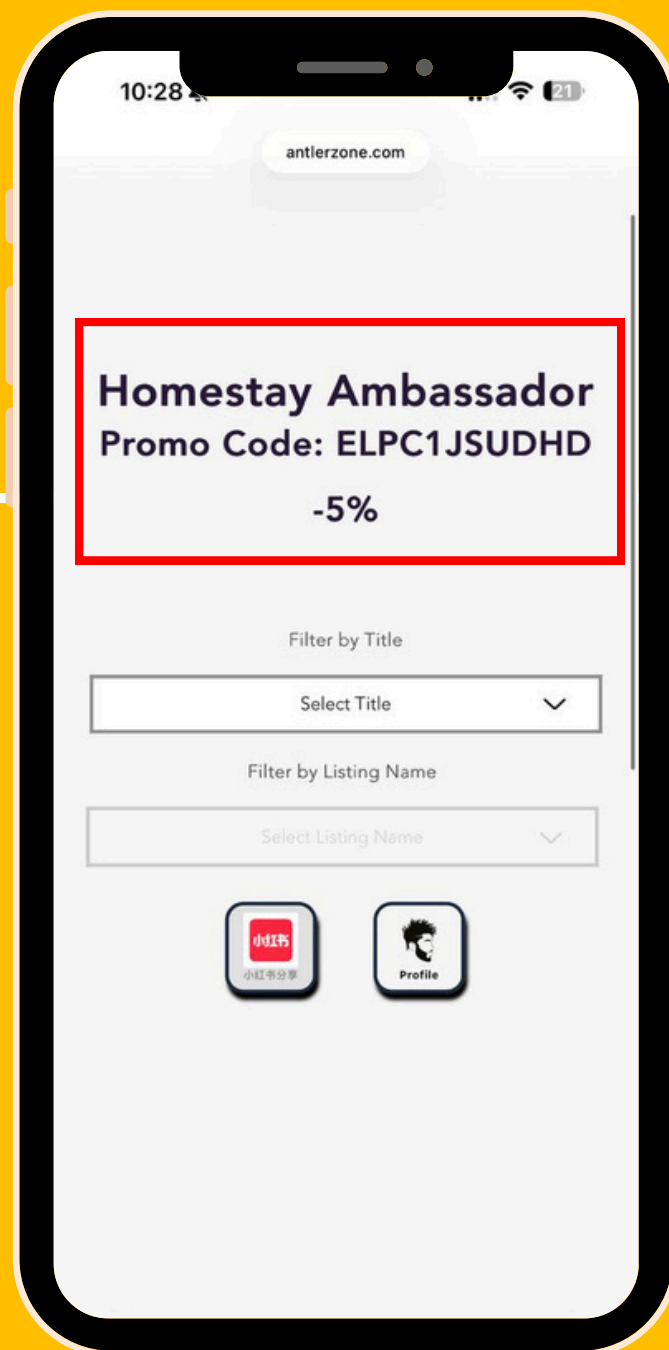 10:28
21
antlerzone.com
Homestay Ambassador
Promo Code: ELPC1JSUDHD
-5%
Filter by Title
Select Title
Filter by Listing Name
Select Listing Name
小红书
小红书分享
Profile